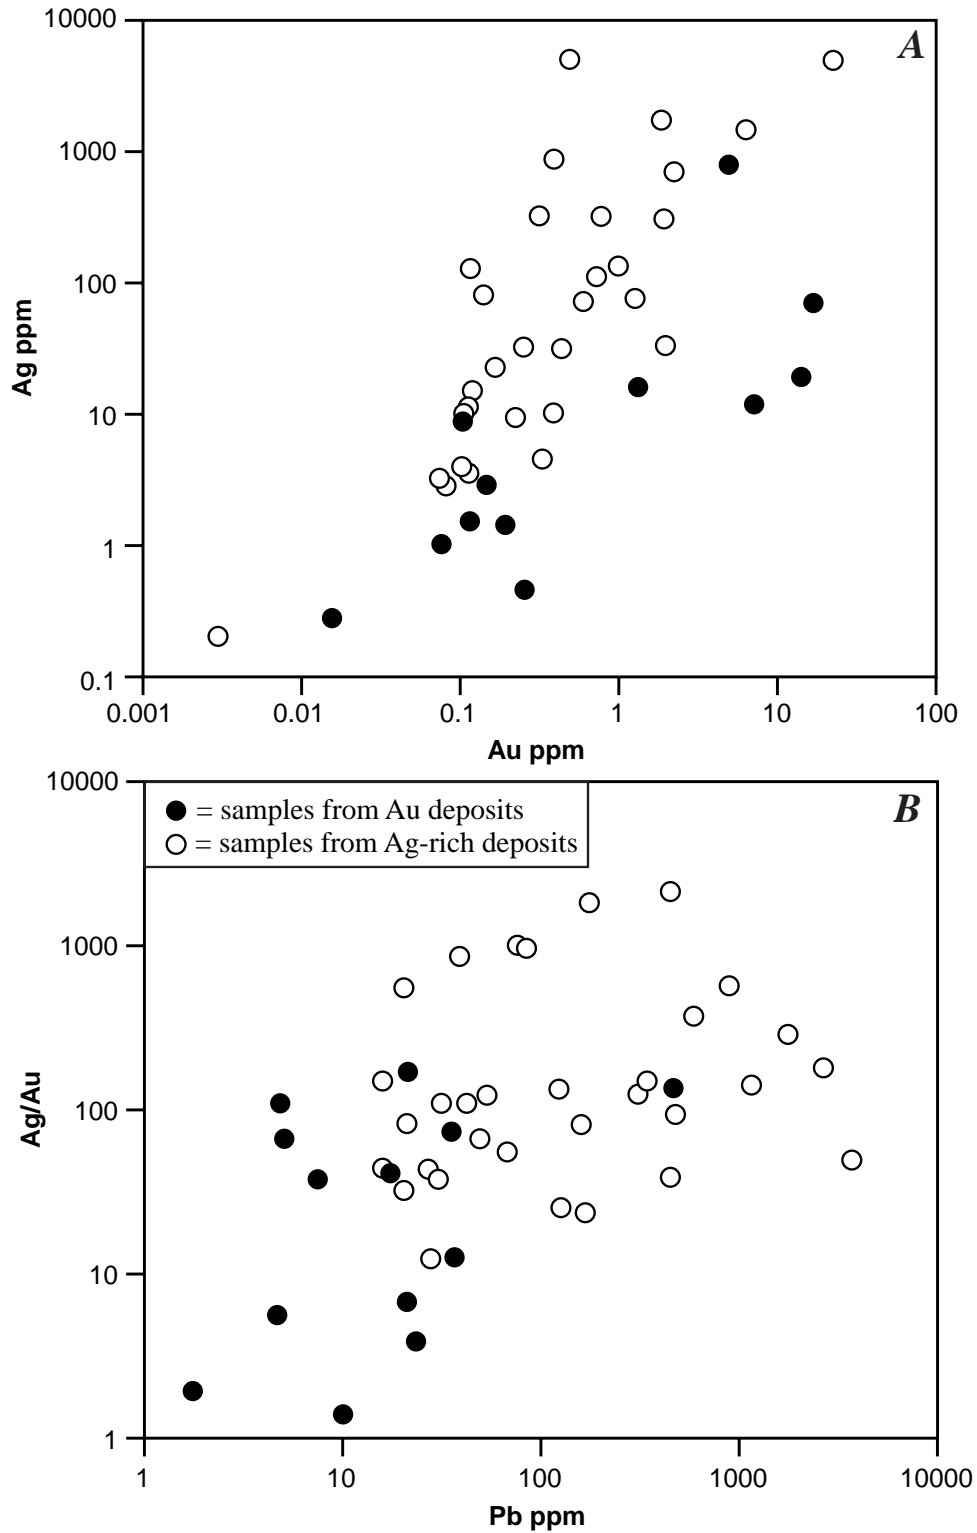 10000
A
1000
100
Ag ppm
10
1
0.1
0.001 0.01 0.1 1 10 100
Au ppm
10000
B
= samples from Au deposits
= samples from Ag-rich deposits
1000
100
Ag/Au
10
1
1 10 100 1000 10000
Pb ppm